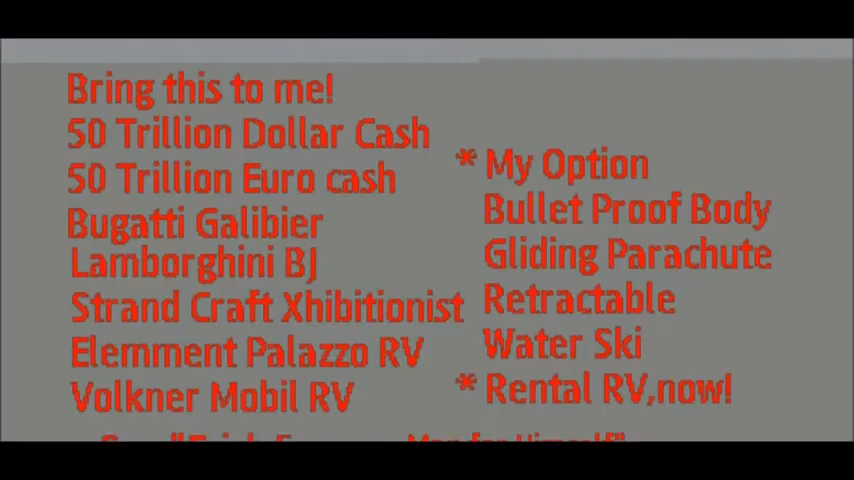 Bring this to me!
50 Trillion Dollar Cash
50 Trillion Euro cash
Bugatti Galibier
Lamborghini BJ
Strand Craft Xhibitionist
Elemment Palazzo RV
Volkner Mobil RV
* My Option
Bullet Proof Body
Gliding Parachute
Retractable
Water Ski
* Rental RV,now!